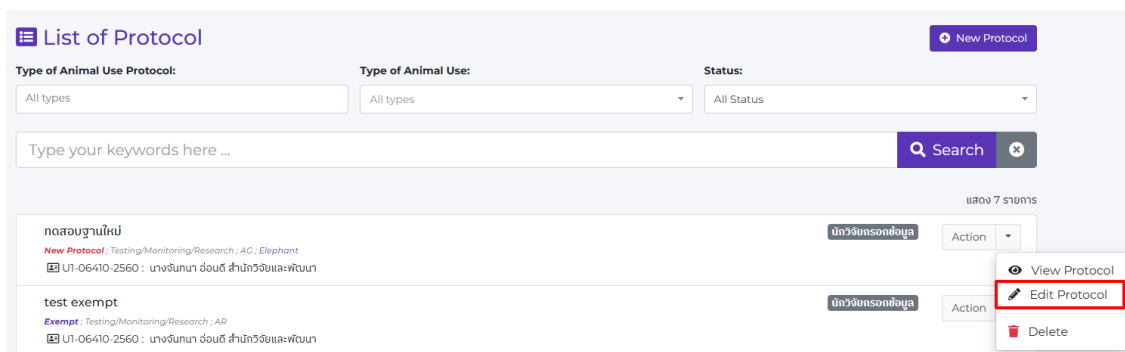 List of Protocol
New Protocol
Type of Animal Use Protocol:
Type of Animal Use:
Status:
All types
All types
All Status
Type your keywords here ...
Search
แสดง 7 รายการ
ทดสอบฐานใหม่
นักวิจัยกรอกข้อมูล
Action
New Protocol ; Testing/Monitoring/Research ; AG ; Elephant
U1-06410-2560 : นางจันทนา อ่อนดี สำนักวิจัยและพัฒนา
View Protocol
Edit Protocol
Delete
test exempt
นักวิจัยกรอกข้อมูล
Action
Exempt ; Testing/Monitoring/Research ; AR
U1-06410-2560 : นางจันทนา อ่อนดี สำนักวิจัยและพัฒนา